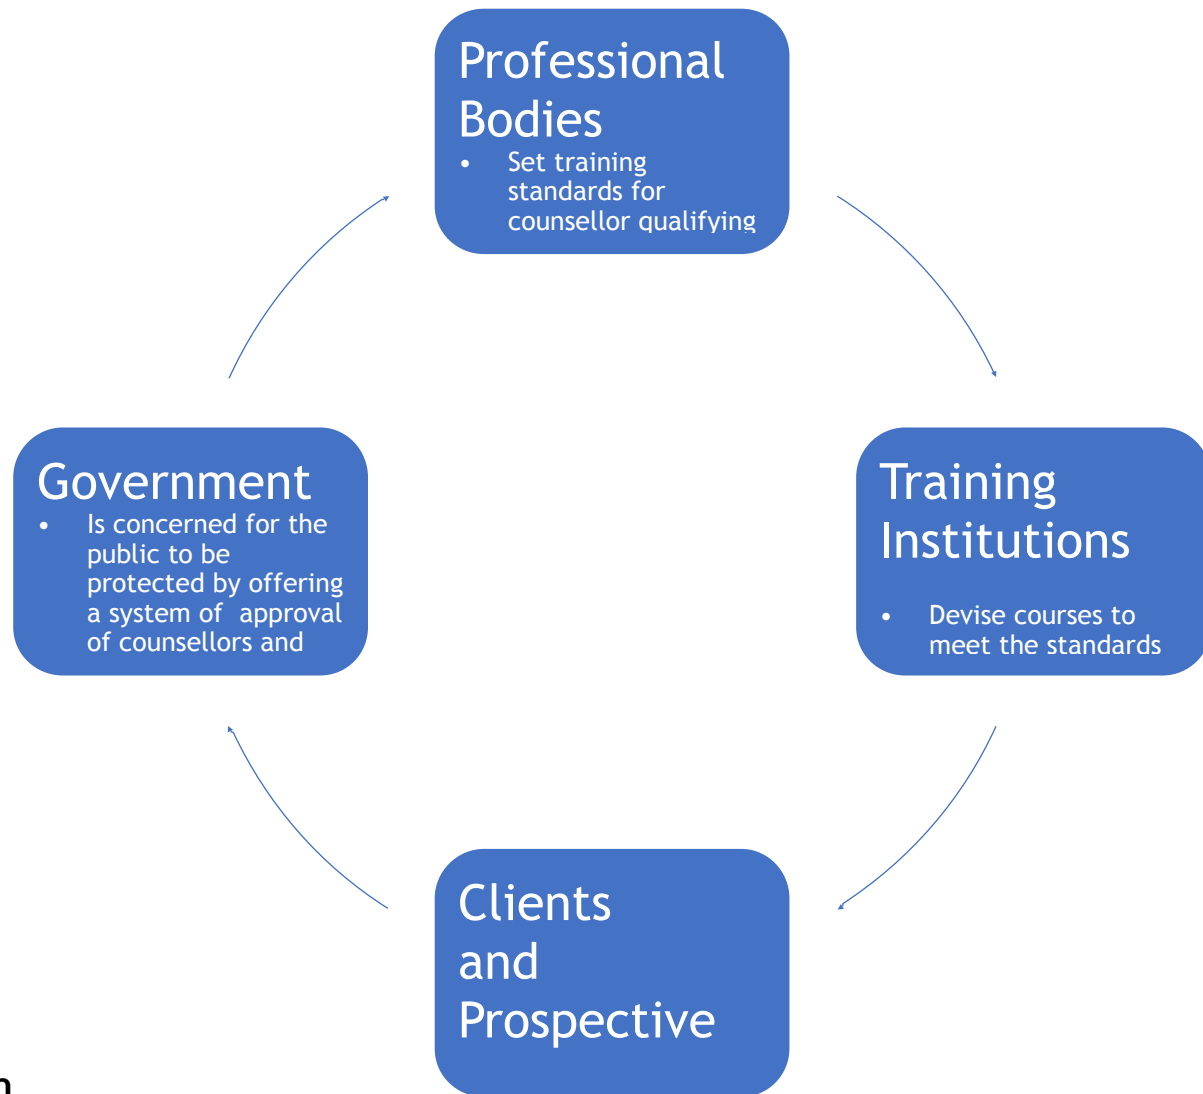 Professional
Bodies
• Set training
standards for
counsellor qualifying
Government
• Is concerned for the
public to be
protected by offering
a system of approval
of counsellors and
Training
Institutions
• Devise courses to
meet the standards
Clients
and
Prospective